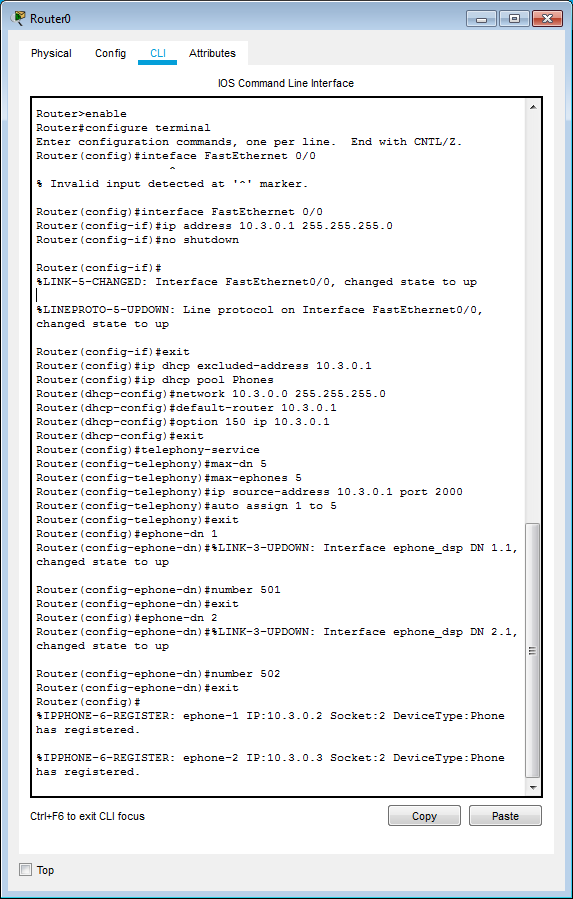 Router0
Physical Config CLI Attributes
IOS Command Line Interface
Router>enable
Router#configure terminal
Enter configuration commands, one per line.  End with CNTL/Z.
Router(config)#inteface FastEthernet 0/0
^
% Invalid input detected at '^' marker.
Router(config)#interface FastEthernet 0/0
Router(config-if)#ip address 10.3.0.1 255.255.255.0
Router(config-if)#no shutdown
Router(config-if)#
%LINK-5-CHANGED: Interface FastEthernet0/0, changed state to up
%LINEPROTO-5-UPDOWN: Line protocol on Interface FastEthernet0/0,
changed state to up
Router(config-if)#exit
Router(config)#ip dhcp excluded-address 10.3.0.1
Router(config)#ip dhcp pool Phones
Router(dhcp-config)#network 10.3.0.0 255.255.255.0
Router(dhcp-config)#default-router 10.3.0.1
Router(dhcp-config)#option 150 ip 10.3.0.1
Router(dhcp-config)#exit
Router(config)#telephony-service
Router(config-telephony)#max-dn 5
Router(config-telephony)#max-ephones 5
Router(config-telephony)#ip source-address 10.3.0.1 port 2000
Router(config-telephony)#auto assign 1 to 5
Router(config-telephony)#exit
Router(config)#ephone-dn 1
Router(config-ephone-dn)#%LINK-3-UPDOWN: Interface ephone_dsp DN 1.1,
changed state to up
Router(config-ephone-dn)#number 501
Router(config-ephone-dn)#exit
Router(config)#ephone-dn 2
Router(config-ephone-dn)#%LINK-3-UPDOWN: Interface ephone_dsp DN 2.1,
changed state to up
Router(config-ephone-dn)#number 502
Router(config-ephone-dn)#exit
Router(config)#
%IPPHONE-6-REGISTER: ephone-1 IP:10.3.0.2 Socket:2 DeviceType:Phone
has registered.
%IPPHONE-6-REGISTER: ephone-2 IP:10.3.0.3 Socket:2 DeviceType:Phone
has registered.
Ctrl+F6 to exit CLI focus Copy Paste
Top